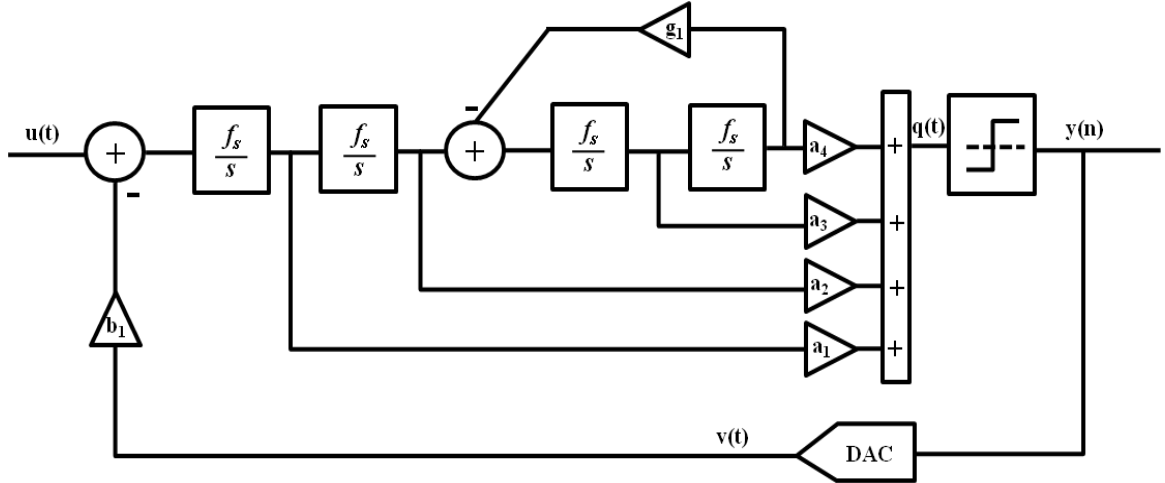 g₁
-
u(t)
+
-
fₛ
s
fₛ
s
+
fₛ
s
fₛ
s
a₄
+
q(t)
y(n)
a₃
+
a₂
+
a₁
+
b₁
v(t)
DAC